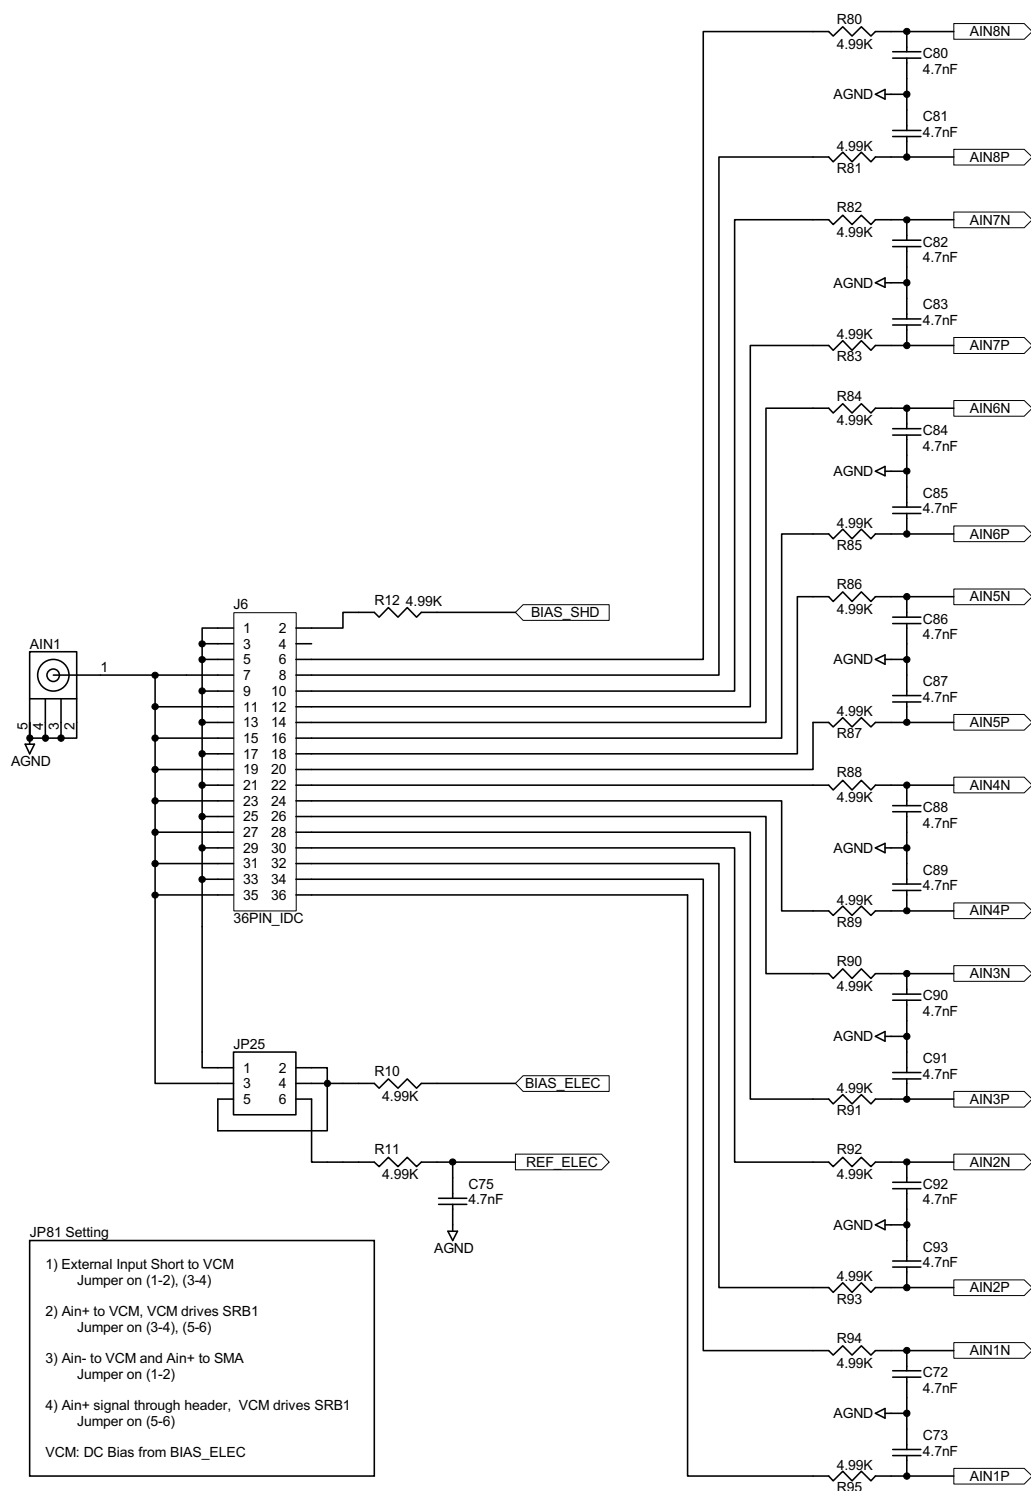 R80
4.99K
AIN8N
C80
4.7nF
AGND
C81
4.7nF
4.99K
R81
AIN8P
R82
4.99K
AIN7N
C82
4.7nF
AGND
C83
4.7nF
4.99K
R83
AIN7P
R84
4.99K
AIN6N
C84
4.7nF
AGND
C85
4.7nF
4.99K
R85
AIN6P
R86
4.99K
AIN5N
C86
4.7nF
AGND
C87
4.7nF
4.99K
R87
AIN5P
R88
4.99K
AIN4N
C88
4.7nF
AGND
C89
4.7nF
4.99K
R89
AIN4P
R90
4.99K
AIN3N
C90
4.7nF
AGND
C91
4.7nF
4.99K
R91
AIN3P
R92
4.99K
AIN2N
C92
4.7nF
AGND
C93
4.7nF
4.99K
R93
AIN2P
R94
4.99K
AIN1N
C72
4.7nF
AGND
C73
4.7nF
4.99K
R95
AIN1P
R12 4.99K
BIAS_SHD
J6
1 2
3 4
5 6
7 8
9 10
11 12
13 14
15 16
17 18
19 20
21 22
23 24
25 26
27 28
29 30
31 32
33 34
35 36
36PIN_IDC
AIN1
1
5 4 3 2
AGND
JP25
1 2
3 4
5 6
R10
4.99K
BIAS_ELEC
R11
4.99K
REF_ELEC
C75
4.7nF
AGND
JP81 Setting
1) External Input Short to VCM
Jumper on (1-2), (3-4)
2) Ain+ to VCM, VCM drives SRB1
Jumper on (3-4), (5-6)
3) Ain- to VCM and Ain+ to SMA
Jumper on (1-2)
4) Ain+ signal through header, VCM drives SRB1
Jumper on (5-6)
VCM: DC Bias from BIAS_ELEC